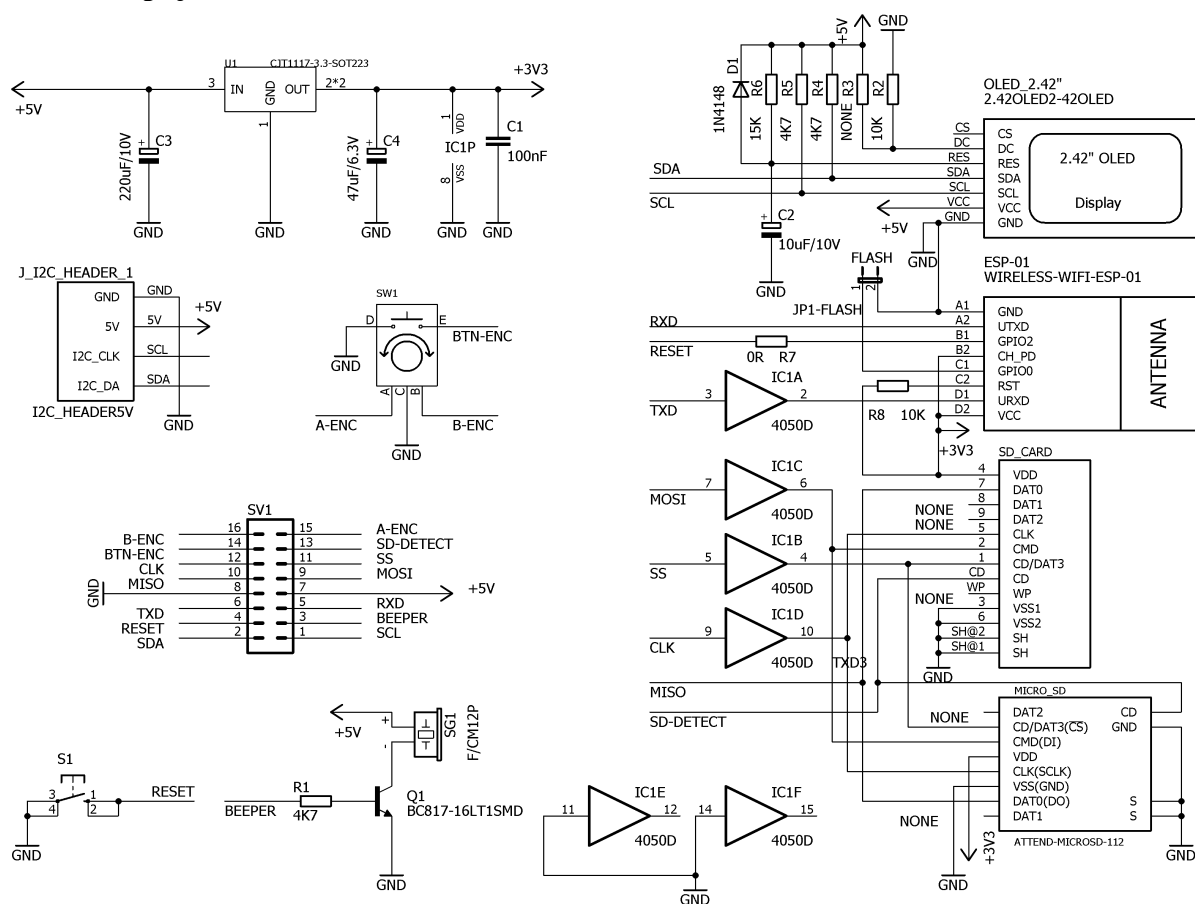 U1 CJT1117-3.3-SOT223
3 IN OUT 2*2
GND
1
+5V
+3V3
C3
220uF/10V
GND
GND
C4
47uF/6.3V
GND
1
VDD
IC1P
8
VSS
GND
C1
100nF
GND
J_I2C_HEADER_1
GND GND
5V 5V
+5V
I2C_CLK SCL
I2C_DA SDA
I2C_HEADER5V
GND
SW1
D E
BTN-ENC
GND
A C B
A-ENC
B-ENC
GND
SV1
B-ENC 16 15 A-ENC
BTN-ENC 14 13 SD-DETECT
CLK 12 11 SS
MISO 10 9 MOSI
GND 8 7 +5V
TXD 6 5 RXD
RESET 4 3 BEEPER
SDA 2 1 SCL
S1
3 1
4 2
RESET
GND
+5V
+
-
SG1
F/CM12P
BEEPER
R1
4K7
Q1
BC817-16LT1SMD
GND
+5V
GND
D1
1N4148
R6
15K
R5
4K7
R4
4K7
R3
NONE
R2
10K
SDA
SCL
C2
10uF/10V
GND
OLED_2.42"
2.42OLED2-42OLED
CS CS
DC DC
RES RES
SDA SDA
SCL SCL
VCC VCC
GND GND
2.42" OLED
Display
+5V
GND
FLASH
1 2
JP1-FLASH
ESP-01
WIRELESS-WIFI-ESP-01
A1 GND
A2 UTXD
B1 GPIO2
B2 CH_PD
C1 GPIO0
C2 RST
D1 URXD
D2 VCC
ANTENNA
RXD
RESET
0R R7
R8 10K
+3V3
TXD
3 IC1A 2
4050D
MOSI
7 IC1C 6
4050D
SS
5 IC1B 4
4050D
CLK
9 IC1D 10
4050D
TXD3
MISO
SD-DETECT
SD_CARD
4 VDD
7 DAT0
NONE 8 DAT1
NONE 9 DAT2
5 CLK
2 CMD
1 CD/DAT3
CD CD
WP WP
NONE 3 VSS1
6 VSS2
SH@2 SH
SH@1 SH
GND
MICRO_SD
NONE DAT2 CD
CD/DAT3(CS) GND
CMD(DI)
VDD
CLK(SCLK)
VSS(GND)
DAT0(DO) S
NONE DAT1 S
ATTEND-MICROSD-112
+3V3
GND
GND
11 IC1E 12
4050D
14 IC1F 15
4050D
GND